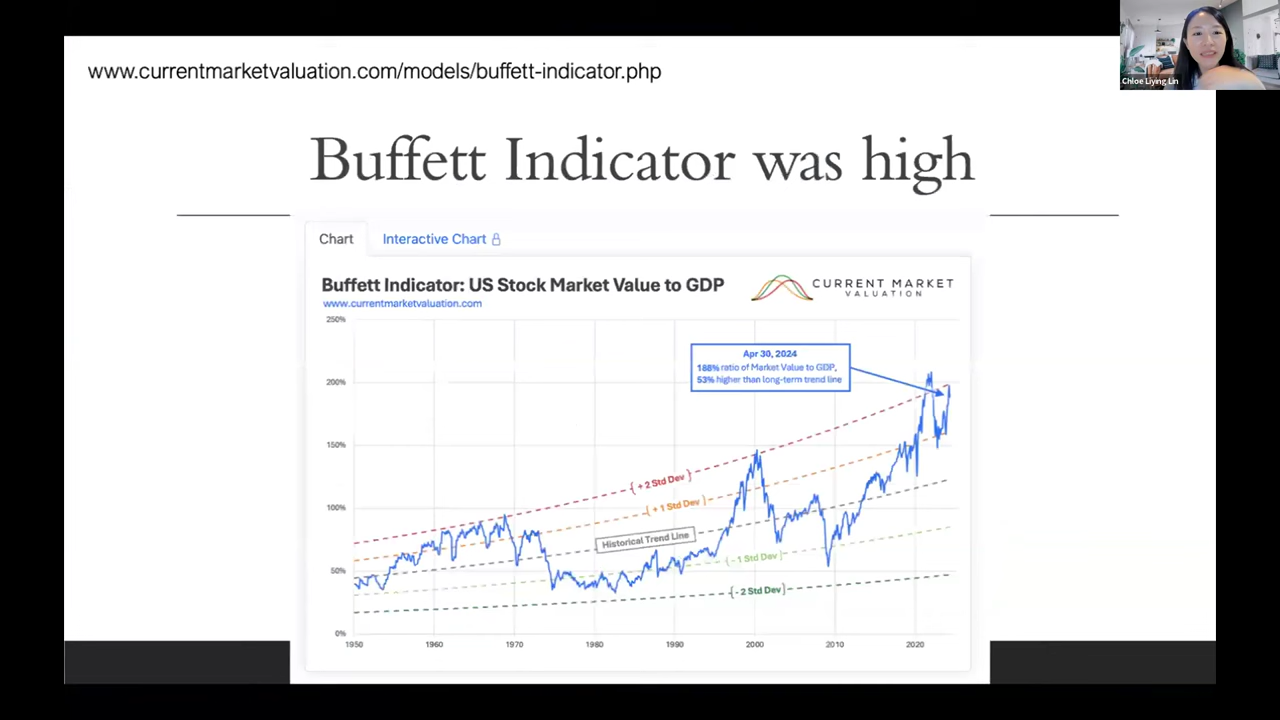 www.currentmarketvaluation.com/models/buffett-indicator.php
Chloe Liying Lin
Buffett Indicator was high
Chart
Interactive Chart
Buffett Indicator: US Stock Market Value to GDP
www.currentmarketvaluation.com
CURRENT MARKET
VALUATION
250%
Apr 30, 2024
188% ratio of Market Value to GDP,
53% higher than long-term trend line
200%
150%
{ + 2 Std Dev }
{ + 1 Std Dev }
100%
Historical Trend Line
{ - 1 Std Dev }
50%
{ - 2 Std Dev }
0%
1950 1960 1970 1980 1990 2000 2010 2020